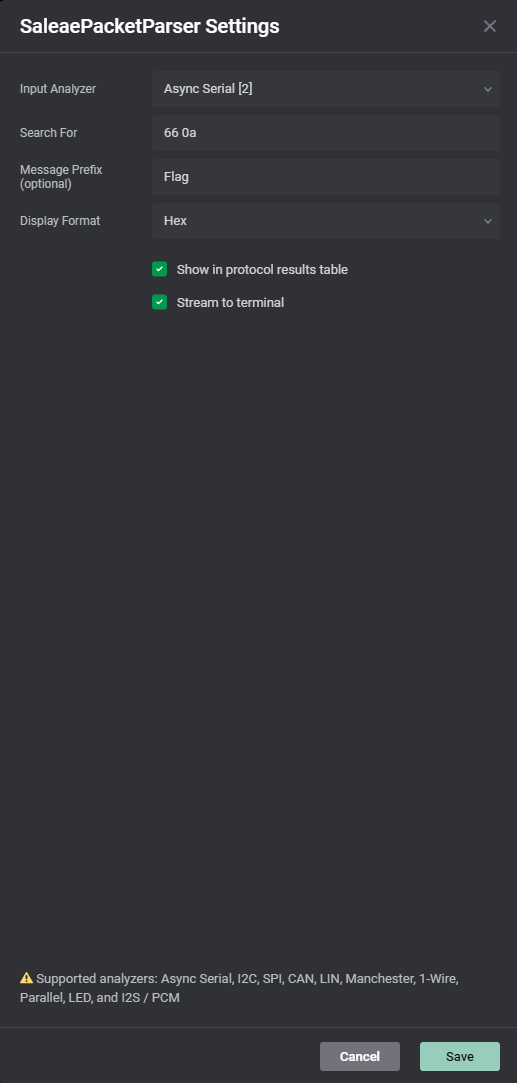 SaleaePacketParser Settings
Input Analyzer
Async Serial [2]
Search For
66 0a
Message Prefix
(optional)
Flag
Display Format
Hex
Show in protocol results table
Stream to terminal
Supported analyzers: Async Serial, I2C, SPI, CAN, LIN, Manchester, 1-Wire,
Parallel, LED, and I2S / PCM
Cancel
Save